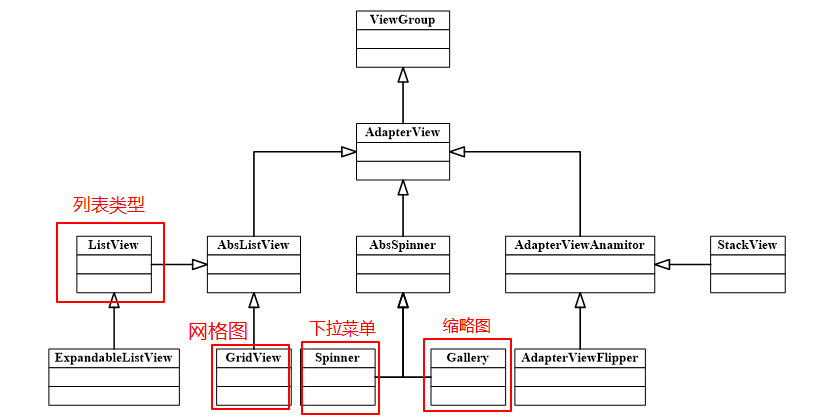 ViewGroup
AdapterView
列表类型
ListView
AbsListView
AbsSpinner
AdapterViewAnamitor
StackView
网格图
下拉菜单
缩略图
ExpandableListView
GridView
Spinner
Gallery
AdapterViewFlipper